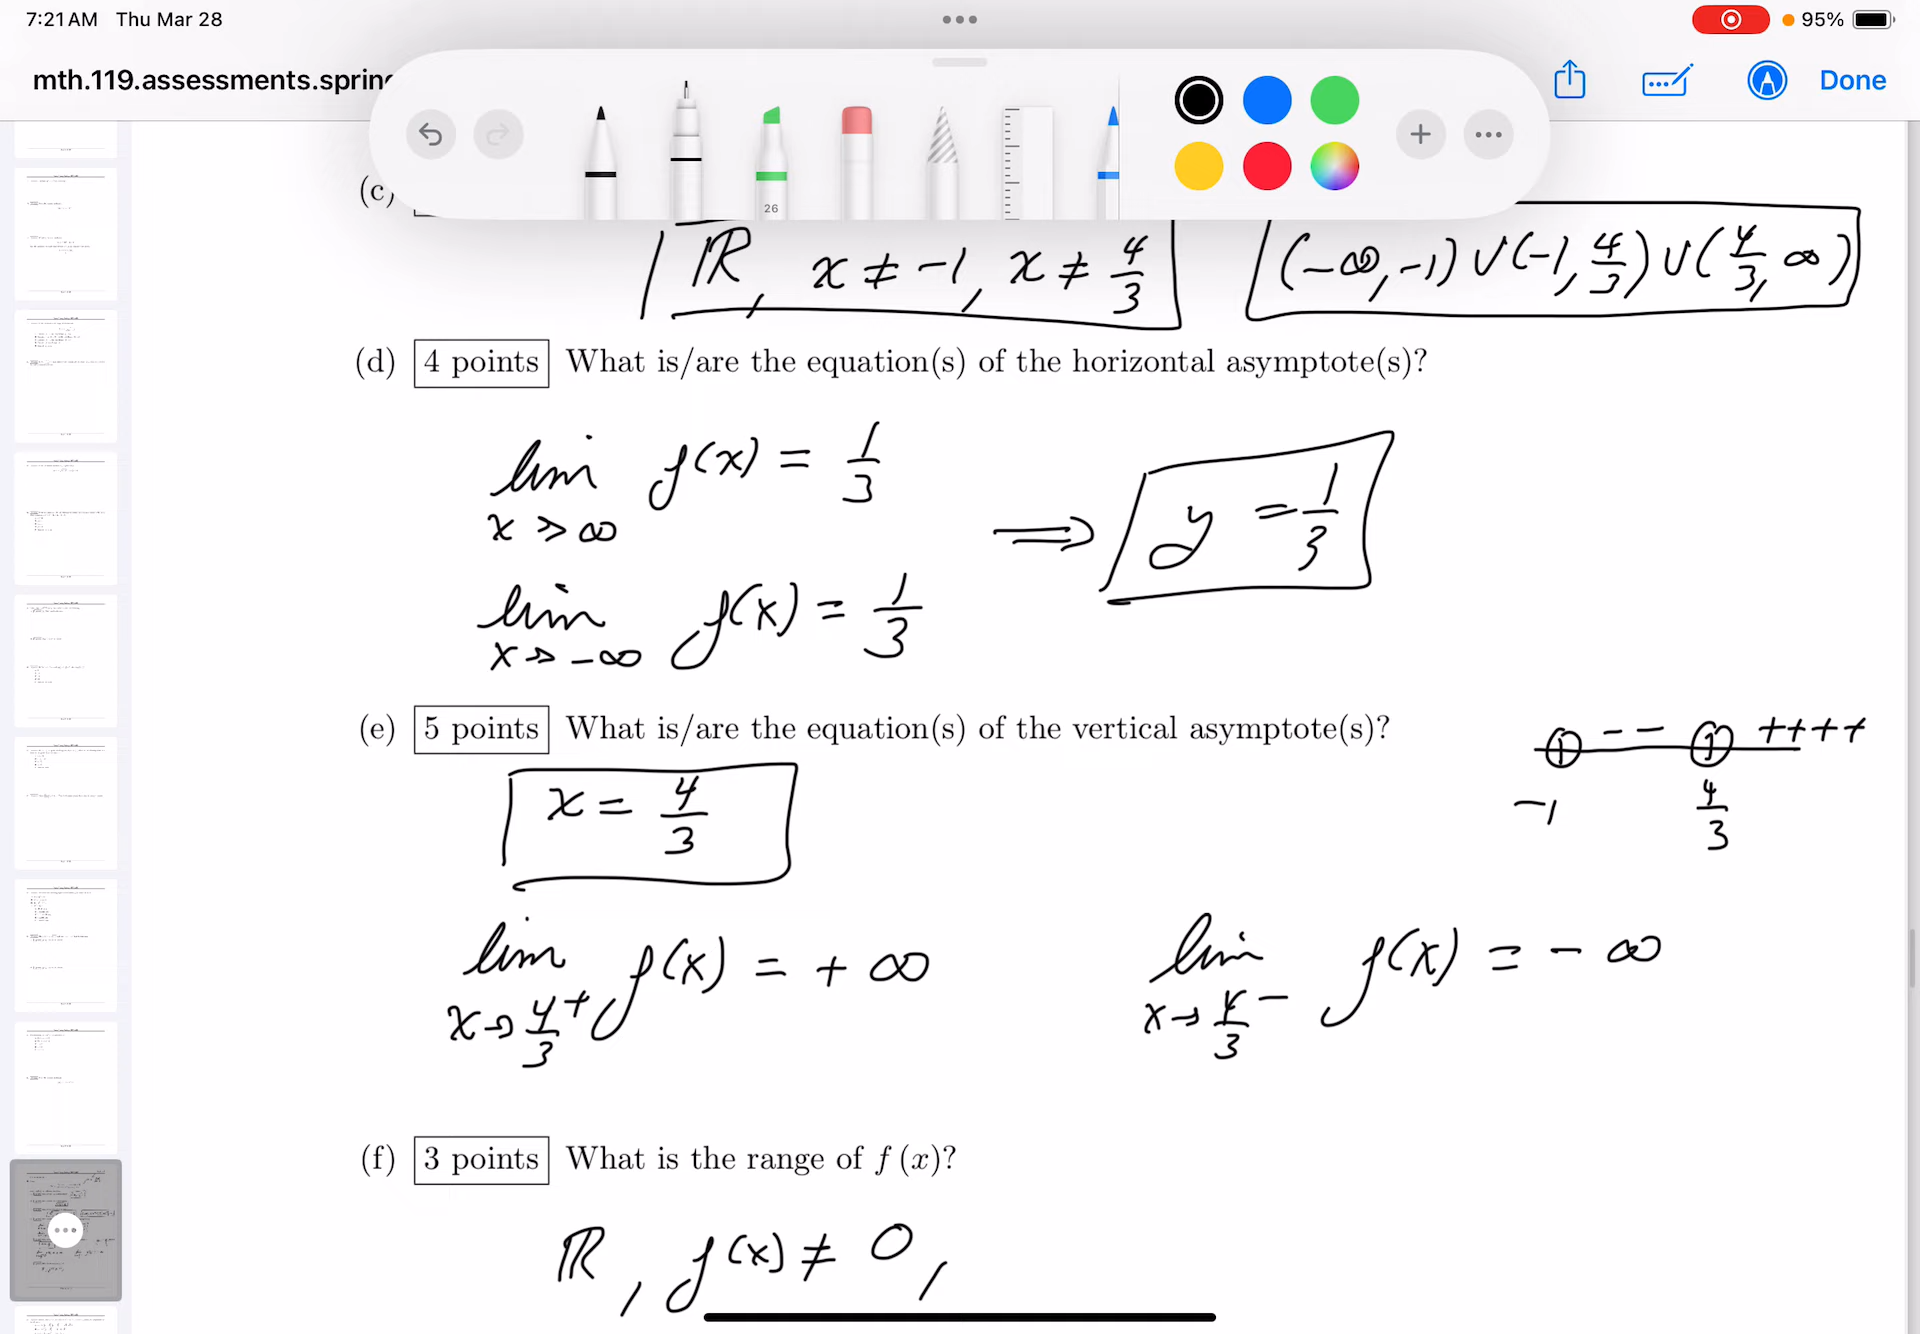 7:21 AM Thu Mar 28
95%
mth.119.assessments.spring
Done
26
(c)
ℝ, x ≠ -1, x ≠ 4/3
(-∞, -1) ∪ (-1, 4/3) ∪ (4/3, ∞)
(d) 4 points What is/are the equation(s) of the horizontal asymptote(s)?
lim x→∞ f(x) = 1/3
⟹ y = 1/3
lim x→-∞ f(x) = 1/3
(e) 5 points What is/are the equation(s) of the vertical asymptote(s)?
-- ++++
-1 4/3
x = 4/3
lim x→4/3+ f(x) = +∞
lim x→4/3- f(x) = -∞
(f) 3 points What is the range of f (x)?
ℝ, f(x) ≠ 0,